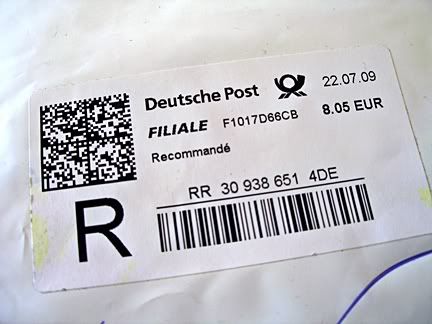 Deutsche Post 22.07.09
FILIALE F1017D66CB 8.05 EUR
Recommandé
RR 30 938 651 4DE
R